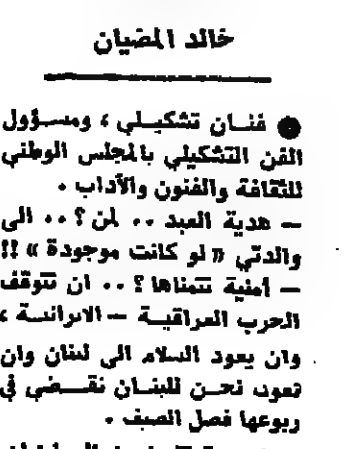 خالد المضيان
● فنان تشكيلي ، ومسؤول
الفن التشكيلي بالمجلس الوطني
للثقافة والفنون والآداب .
— هدية العيد .. لمن ؟ .. الى
والدتي « لو كانت موجودة » !!
— أمنية تتمناها ؟ .. ان تتوقف
الحرب العراقية — الايرانية ،
وان يعود السلام الى لبنان وان
نعود نحن للبنان نقضي في
ربوعها فصل الصيف .